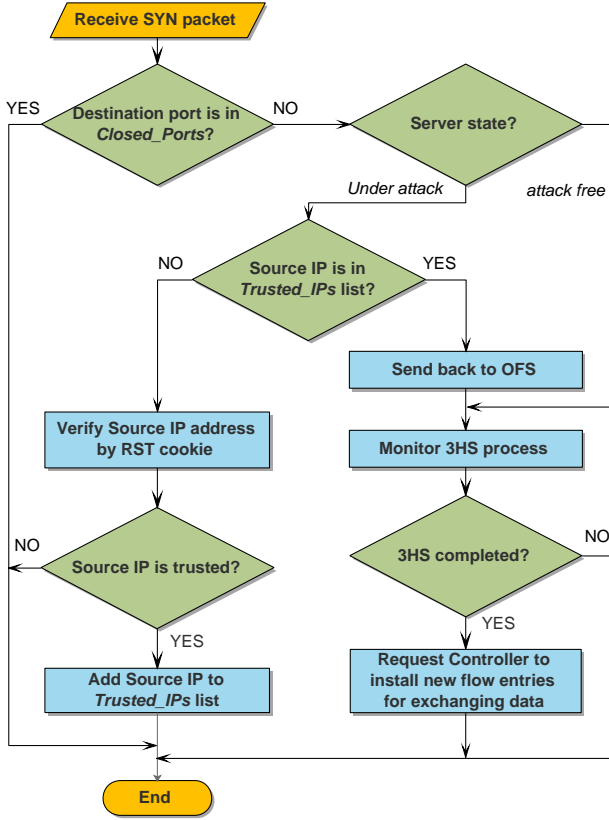 Receive SYN packet
YES
Destination port is in
Closed_Ports?
NO
Server state?
Under attack
attack free
NO
Source IP is in
Trusted_IPs list?
YES
Send back to OFS
Verify Source IP address
by RST cookie
Monitor 3HS process
NO
Source IP is trusted?
3HS completed?
NO
YES
YES
Add Source IP to
Trusted_IPs list
Request Controller to
install new flow entries
for exchanging data
End